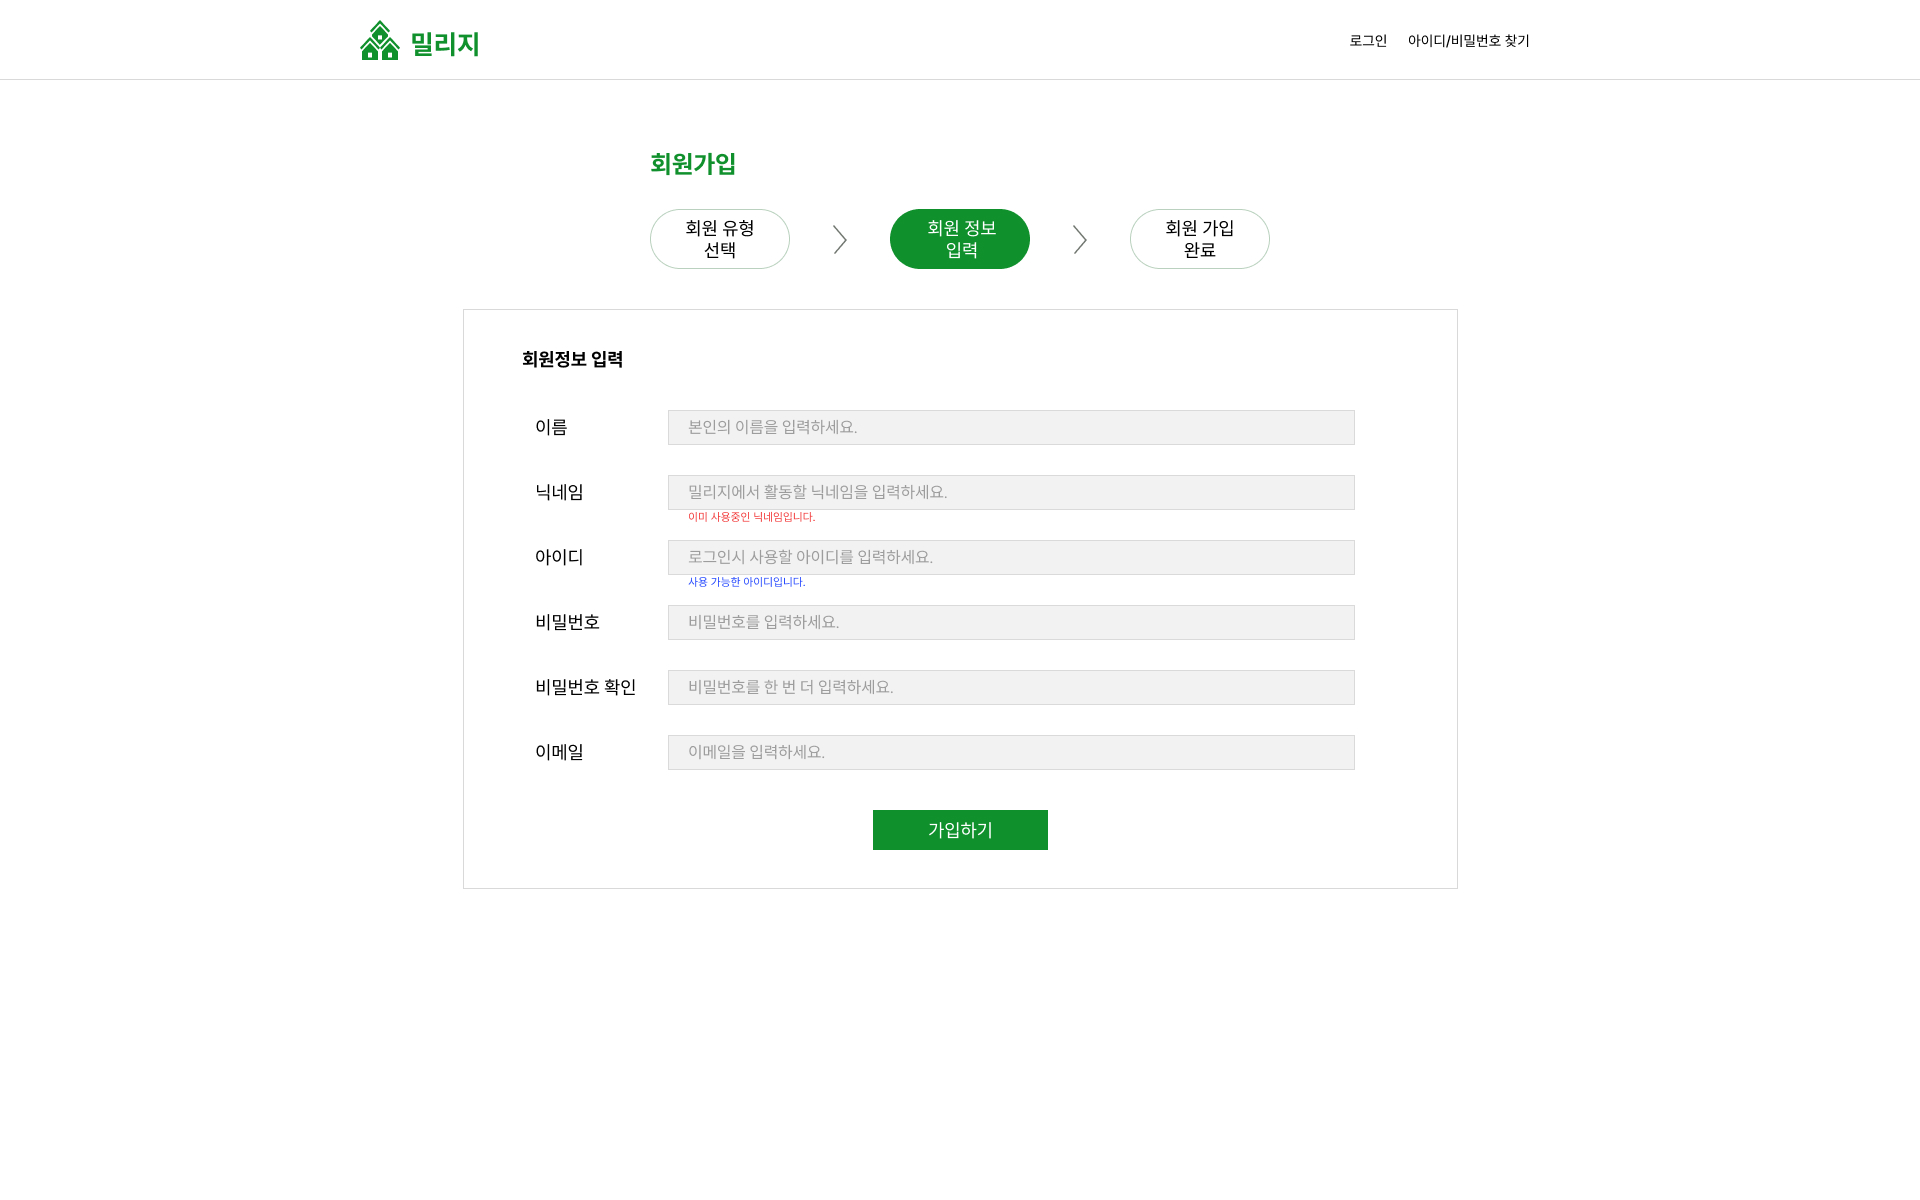 밀리지
로그인 아이디/비밀번호 찾기
회원가입
회원 유형
선택
회원 정보
입력
회원 가입
완료
회원정보 입력
이름 본인의 이름을 입력하세요.
닉네임 밀리지에서 활동할 닉네임을 입력하세요.
이미 사용중인 닉네임입니다.
아이디 로그인시 사용할 아이디를 입력하세요.
사용 가능한 아이디입니다.
비밀번호 비밀번호를 입력하세요.
비밀번호 확인 비밀번호를 한 번 더 입력하세요.
이메일 이메일을 입력하세요.
가입하기